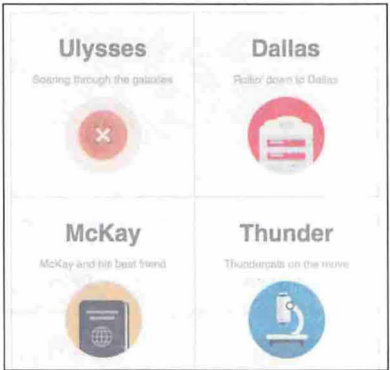 Ulysses
Soaring through the galaxies
Dallas
Rollin' down to Dallas
McKay
McKay and his best friend
Thunder
Thundercats on the move